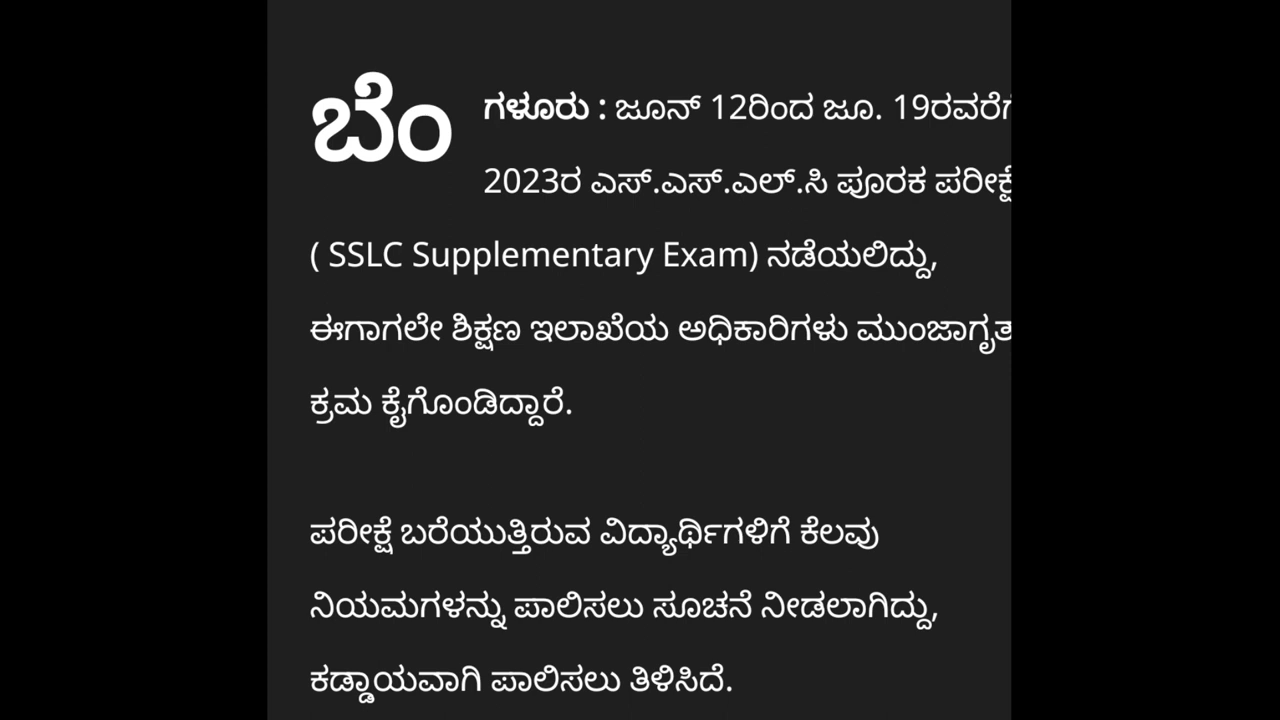 ಬೆಂಗಳೂರು : ಜೂನ್ 12ರಿಂದ ಜೂ. 19ರವರೆಗೆ
2023ರ ಎಸ್.ಎಸ್.ಎಲ್.ಸಿ ಪೂರಕ ಪರೀಕ್ಷೆ
( SSLC Supplementary Exam) ನಡೆಯಲಿದ್ದು,
ಈಗಾಗಲೇ ಶಿಕ್ಷಣ ಇಲಾಖೆಯ ಅಧಿಕಾರಿಗಳು ಮುಂಜಾಗೃತ
ಕ್ರಮ ಕೈಗೊಂಡಿದ್ದಾರೆ.
ಪರೀಕ್ಷೆ ಬರೆಯುತ್ತಿರುವ ವಿದ್ಯಾರ್ಥಿಗಳಿಗೆ ಕೆಲವು
ನಿಯಮಗಳನ್ನು ಪಾಲಿಸಲು ಸೂಚನೆ ನೀಡಲಾಗಿದ್ದು,
ಕಡ್ಡಾಯವಾಗಿ ಪಾಲಿಸಲು ತಿಳಿಸಿದೆ.